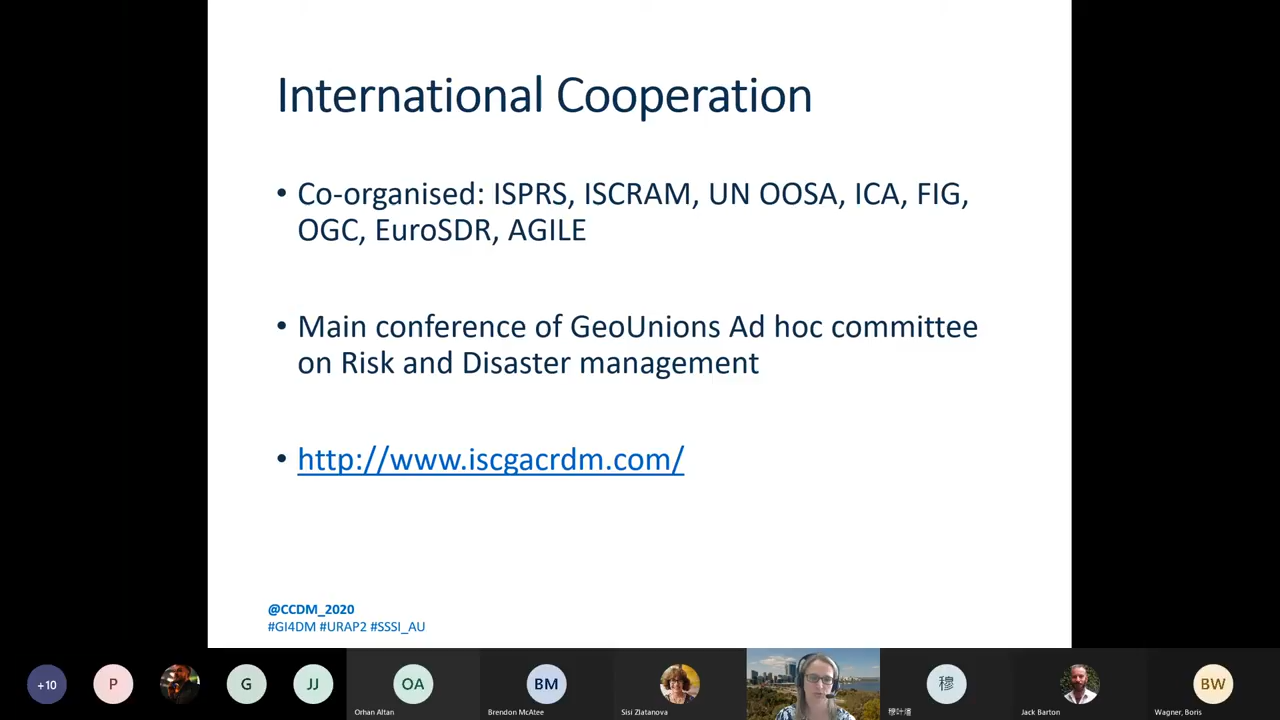 International Cooperation
• Co-organised: ISPRS, ISCRAM, UN OOSA, ICA, FIG,
OGC, EuroSDR, AGILE
• Main conference of GeoUnions Ad hoc committee
on Risk and Disaster management
• http://www.iscgacrdm.com/
@CCDM_2020
#GI4DM #URAP2 #SSSI_AU
+10
P
G
JJ
OA
BM
穆
BW
Orhan Altan
Brendon McAtee
Sisi Zlatanova
Jack Barton
Wagner, Boris